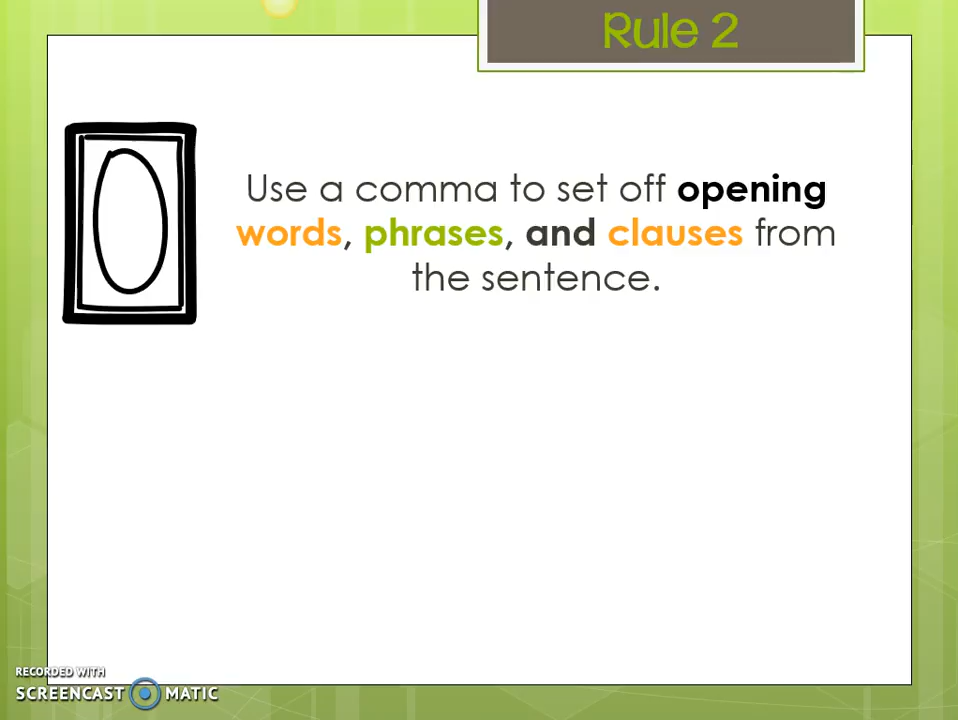 Rule 2
O
Use a comma to set off opening
words, phrases, and clauses from
the sentence.
RECORDED WITH
SCREENCAST MATIC